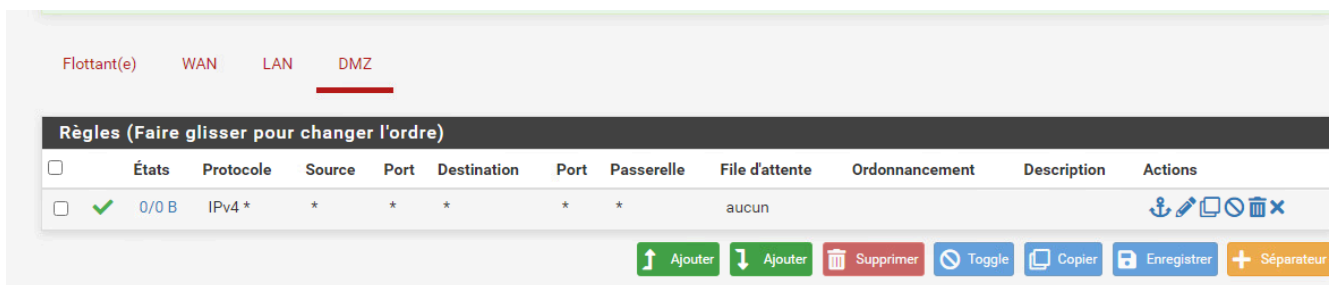 Flottant(e) WAN LAN DMZ
Règles (Faire glisser pour changer l'ordre)
États Protocole Source Port Destination Port Passerelle File d'attente Ordonnancement Description Actions
0/0 B IPv4 * * * * * * aucun
Ajouter Ajouter Supprimer Toggle Copier Enregistrer Séparateur